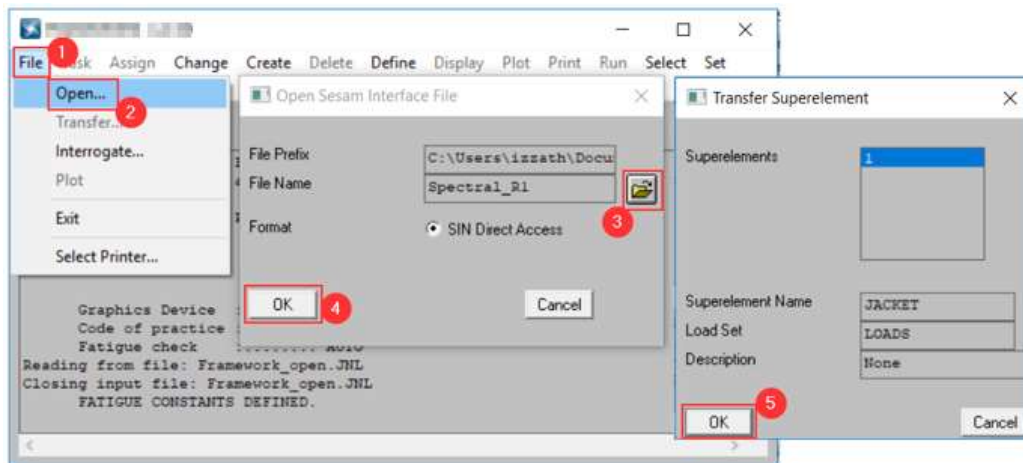 File Task Assign Change Create Delete Define Display Plot Print Run Select Set
1
Open...
2
Transfer...
Interrogate...
Plot
Exit
Select Printer...
Open Sesam Interface File
File Prefix
C:\Users\izzath\Docu
File Name
Spectral_R1
3
Format
SIN Direct Access
OK
4
Cancel
Transfer Superelement
Superelements
1
Superelement Name
JACKET
Load Set
LOADS
Description
None
OK
5
Cancel
Graphics Device :
Code of practice :
Fatigue check
Reading from file: Framework_open.JNL
Closing input file: Framework_open.JNL
FATIGUE CONSTANTS DEFINED.